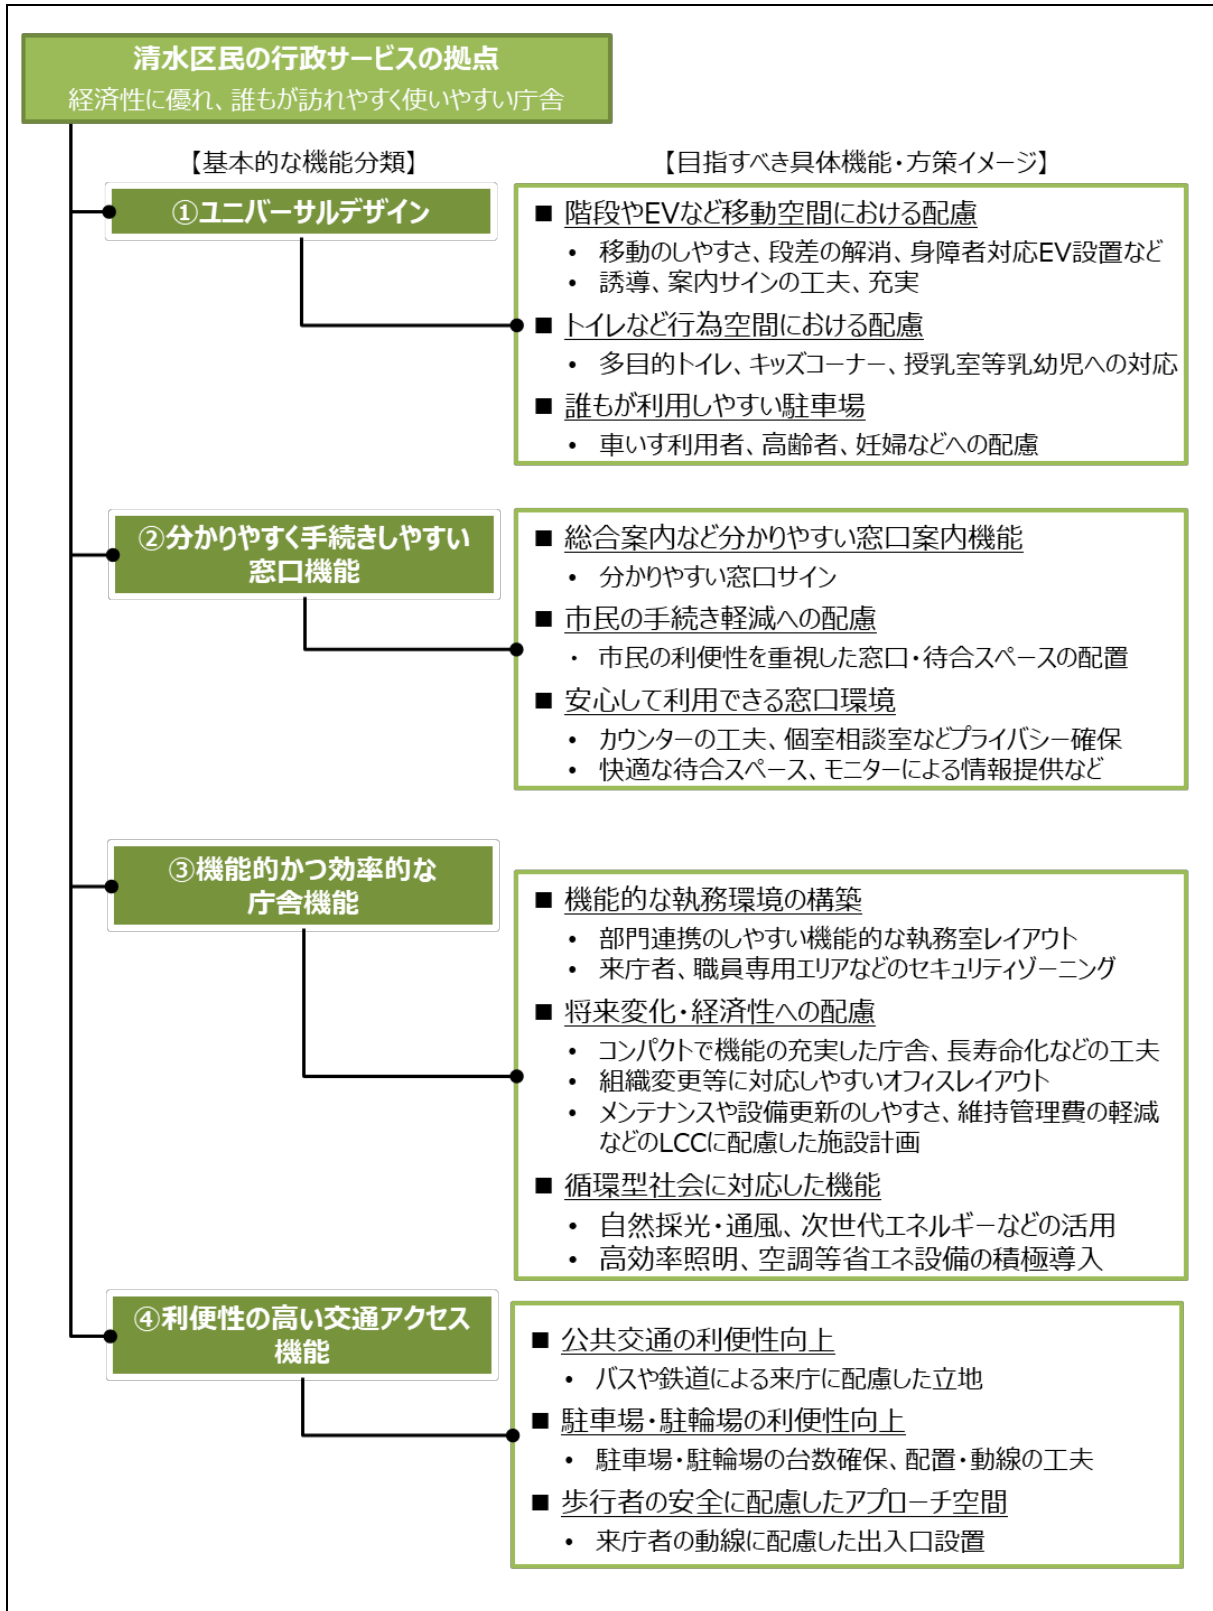 清水区民の行政サービスの拠点
経済性に優れ、誰もが訪れやすく使いやすい庁舎
【基本的な機能分類】
【目指すべき具体機能・方策イメージ】
①ユニバーサルデザイン
■ 階段やEVなど移動空間における配慮
• 移動のしやすさ、段差の解消、身障者対応EV設置など
• 誘導、案内サインの工夫、充実
■ トイレなど行為空間における配慮
• 多目的トイレ、キッズコーナー、授乳室等乳幼児への対応
■ 誰もが利用しやすい駐車場
• 車いす利用者、高齢者、妊婦などへの配慮
②分かりやすく手続きしやすい
窓口機能
■ 総合案内など分かりやすい窓口案内機能
• 分かりやすい窓口サイン
■ 市民の手続き軽減への配慮
・ 市民の利便性を重視した窓口・待合スペースの配置
■ 安心して利用できる窓口環境
• カウンターの工夫、個室相談室などプライバシー確保
• 快適な待合スペース、モニターによる情報提供など
③機能的かつ効率的な
庁舎機能
■ 機能的な執務環境の構築
• 部門連携のしやすい機能的な執務室レイアウト
• 来庁者、職員専用エリアなどのセキュリティゾーニング
■ 将来変化・経済性への配慮
• コンパクトで機能の充実した庁舎、長寿命化などの工夫
• 組織変更等に対応しやすいオフィスレイアウト
• メンテナンスや設備更新のしやすさ、維持管理費の軽減
などのLCCに配慮した施設計画
■ 循環型社会に対応した機能
• 自然採光・通風、次世代エネルギーなどの活用
• 高効率照明、空調等省エネ設備の積極導入
④利便性の高い交通アクセス
機能
■ 公共交通の利便性向上
• バスや鉄道による来庁に配慮した立地
■ 駐車場・駐輪場の利便性向上
• 駐車場・駐輪場の台数確保、配置・動線の工夫
■ 歩行者の安全に配慮したアプローチ空間
• 来庁者の動線に配慮した出入口設置